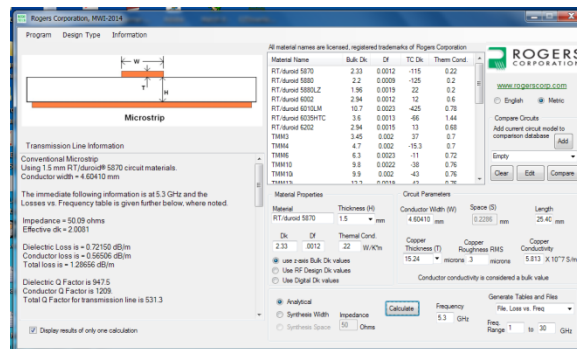 Rogers Corporation, MWI-2014
Program Design Type Information
W
T
H
Microstrip
Transmission Line Information
Conventional Microstrip
Using 1.5 mm RT/duroid® 5870 circuit materials.
Conductor width = 4.60410 mm
The immediate following information is at 5.3 GHz and the
Losses vs. Frequency table is given further below, where noted.
Impedance = 50.09 ohms
Effective dk = 2.0081
Dielectric Loss is = 0.72150 dB/m
Conductor loss is = 0.56506 dB/m
Total loss is = 1.28656 dB/m
Dielectric Q Factor is = 947.5
Conductor Q Factor is = 1209.
Total Q Factor for transmission line is = 531.3
Display results of only one calculation
All material names are licensed, registered trademarks of Rogers Corporation
Material Name Bulk Dk Df TC Dk Therm Cond.
RT/duroid 5870 2.33 0.0012 -115 0.22
RT/duroid 5880 2.2 0.0009 -125 0.2
RT/duroid 5880LZ 1.96 0.0019 22 0.2
RT/duroid 6002 2.94 0.0012 12 0.6
RT/duroid 6010LM 10.7 0.0023 -425 0.78
RT/duroid 6035HTC 3.6 0.0013 -66 1.44
RT/duroid 6202 2.94 0.0015 13 0.68
TMM3 3.45 0.002 37 0.7
TMM4 4.7 0.002 -15.3 0.7
TMM6 6.3 0.0023 -11 0.72
TMM10 9.8 0.0022 -38 0.76
TMM10i 9.9 0.002 -43 0.76
ROGERS
CORPORATION
www.rogerscorp.com
English Metric
Compare Circuits
Add current circuit model to
comparison database Add
Empty
Clear Edit Compare
Material Properties
Material Thickness (H)
RT/duroid 5870 1.5 mm
Dk Df Thermal Cond.
2.33 .0012 .22 W/K*m
use z-axis Bulk Dk values
Use RF Design Dk values
Use Digital Dk values
Circuit Parameters
Conductor Width (W) Space (S) Length
4.60410 mm 0.2286 mm 25.40 mm
Copper Thickness (T) Copper Roughness RMS Copper Conductivity
15.24 microns .3 microns 5.813 X10^7 S/m
Conductor conductivity is considered a bulk value
Analytical
Synthesis Width Impedance
Synthesis Space 50 Ohms
Calculate
Frequency
5.3 GHz
Generate Tables and Files
File, Loss vs. Freq
Freq. Range 1 to 30 GHz